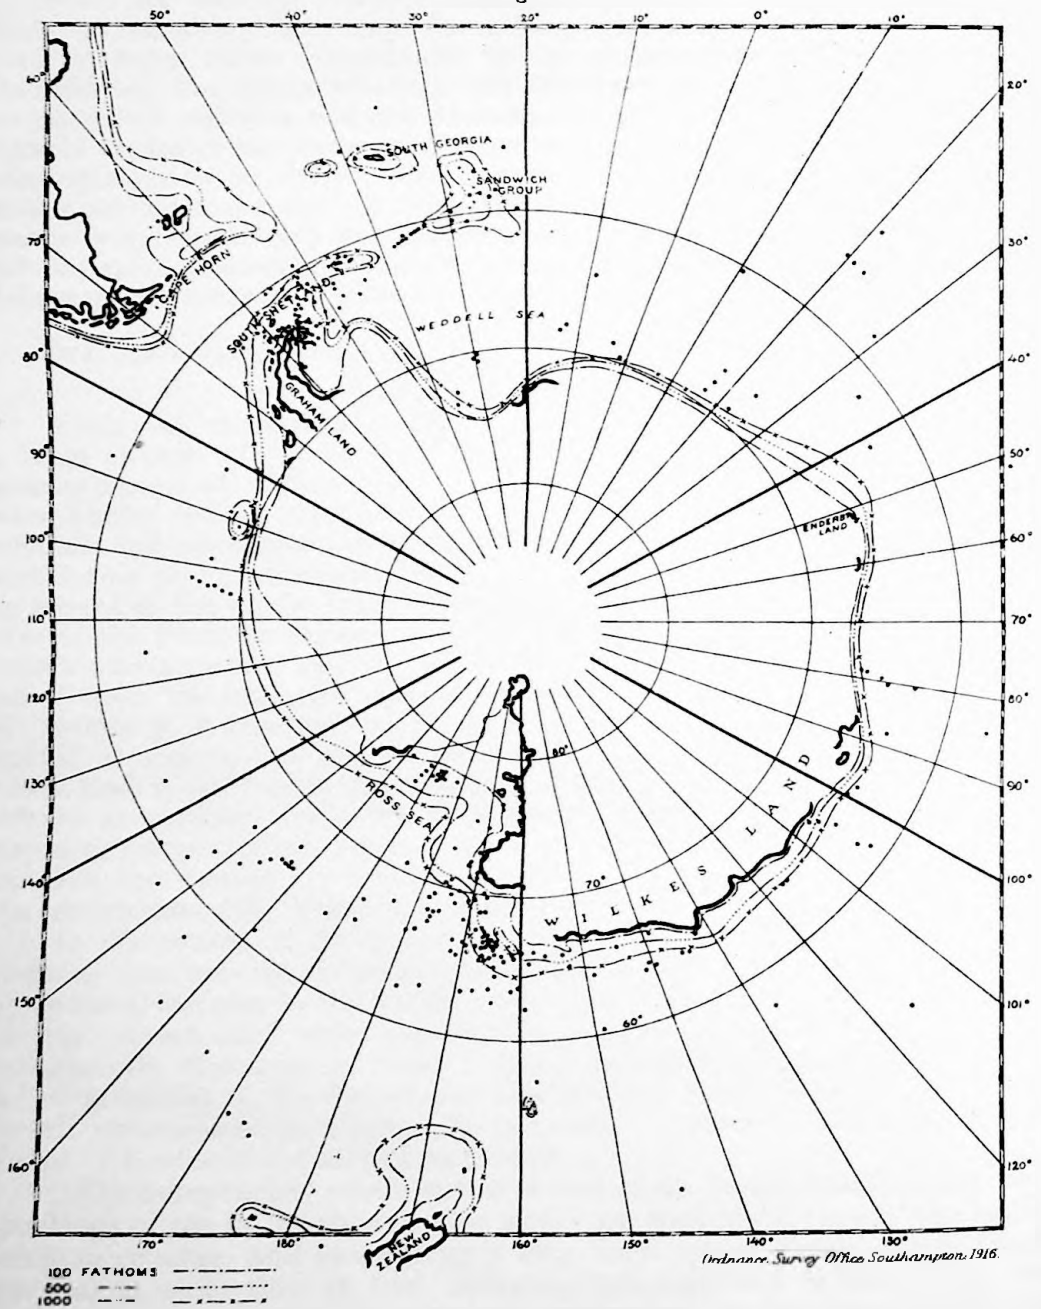 50° 40° 30° 20° 10° 0° 10°
60°
20°
SOUTH GEORGIA
SANDWICH
GROUP
70°
30°
CAPE HORN
SOUTH SHETLANDS
WEDDELL SEA
80°
40°
GRAHAM LAND
90°
50°
ENDERBY
LAND
100°
60°
110°
70°
120°
80°
80°
130°
ROSS SEA
90°
WILKES LAND
70°
140°
100°
150°
60°
101°
160°
120°
NEW
ZEALAND
170° 180° 170° 160° 150° 140° 130°
Ordnance Survey Office Southampton 1916.
100 FATHOMS
500
1000